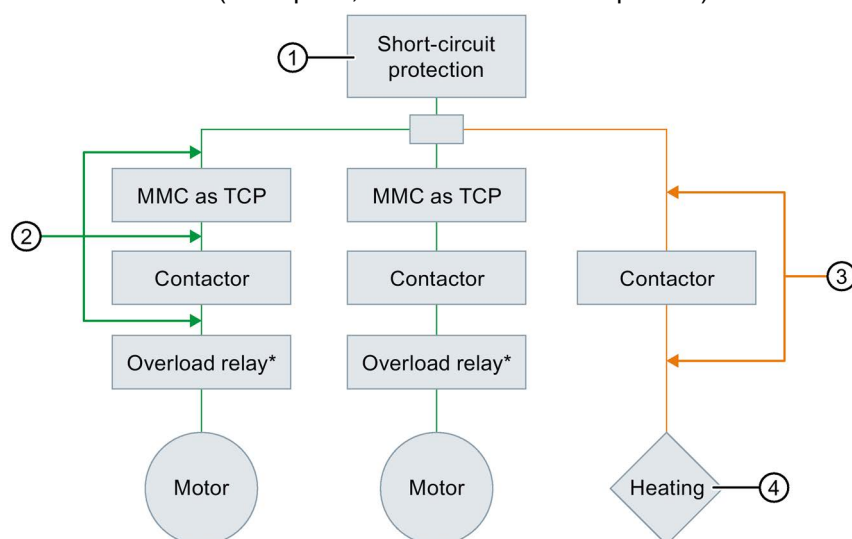 ①
Short-circuit
protection
MMC as TCP
MMC as TCP
②
Contactor
Contactor
Contactor
③
Overload relay*
Overload relay*
Motor
Motor
Heating
④